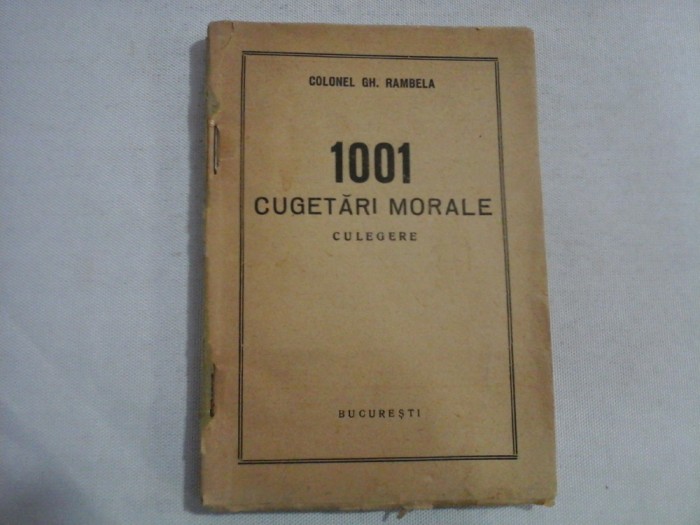 COLONEL GH. RAMBELA
1001
CUGETĂRI MORALE
CULEGERE
BUCUREȘTI